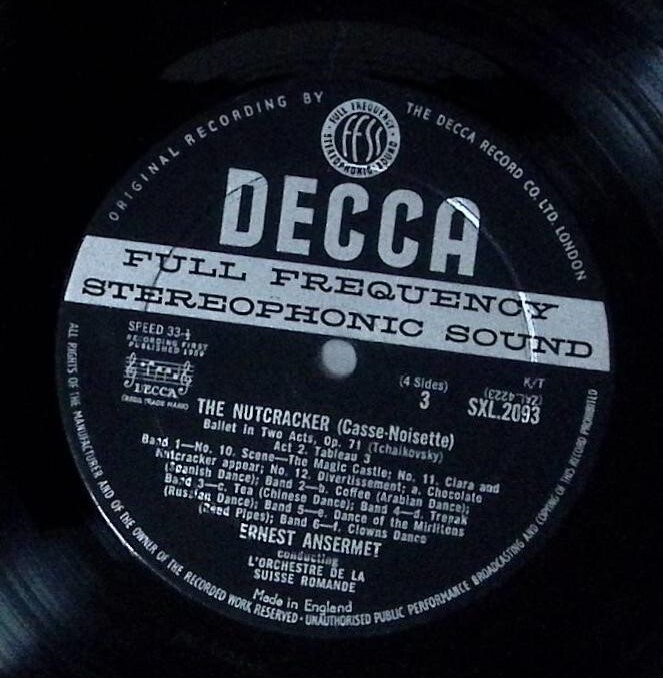 ORIGINAL RECORDING BY THE DECCA RECORD CO. LTD. LONDON
FULL FREQUENCY
ffss
STEREOPHONIC SOUND
DECCA
FULL FREQUENCY
STEREOPHONIC SOUND
SPEED 33⅓
RECORDING FIRST
PUBLISHED 1959
DECCA
(REGD. TRADE MARK)
K/T
(4 Sides) (ZAL.4223)
3 SXL.2093
THE NUTCRACKER (Casse-Noisette)
Ballet in Two Acts, Op. 71 (Tchaikovsky)
Act 2. Tableau 3
Band 1—No. 10. Scene—The Magic Castle; No. 11. Clara and
Nutcracker appear; No. 12. Divertissement; a. Chocolate
(Spanish Dance); Band 2—b. Coffee (Arabian Dance);
Band 3—c. Tea (Chinese Dance); Band 4—d. Trepak
(Russian Dance); Band 5—e. Dance of the Mirlitons
(Reed Pipes); Band 6—f. Clowns Dance
ERNEST ANSERMET
conducting
L'ORCHESTRE DE LA
SUISSE ROMANDE
Made in England
ALL RIGHTS OF THE MANUFACTURER AND OF THE OWNER OF THE RECORDED WORK RESERVED · UNAUTHORISED PUBLIC PERFORMANCE BROADCASTING AND COPYING OF THIS RECORD PROHIBITED